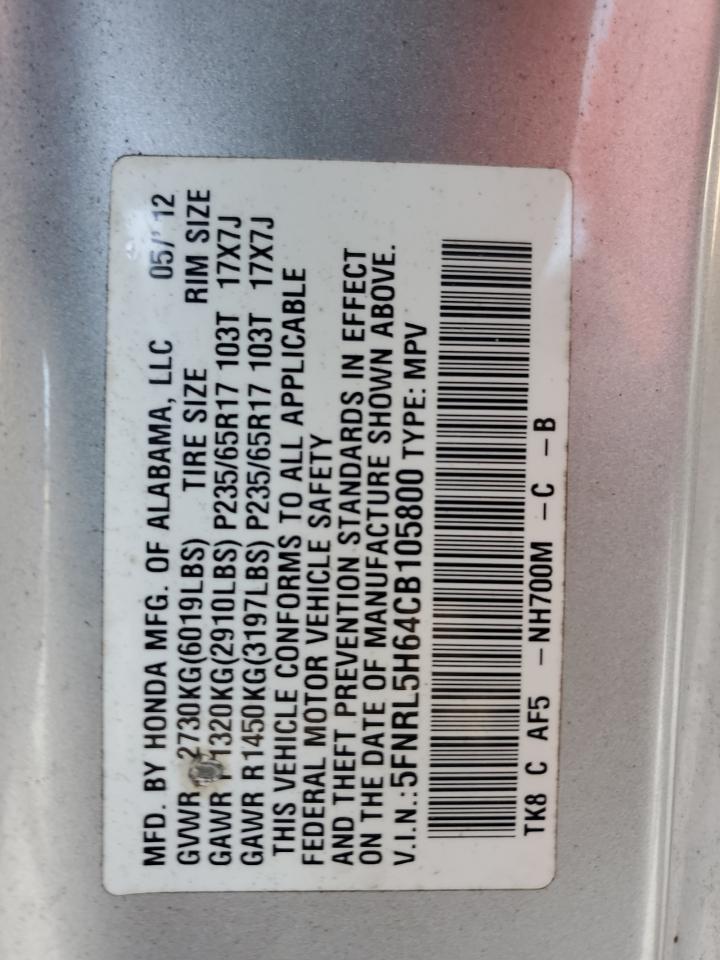 MFD. BY HONDA MFG. OF ALABAMA, LLC 05/12
GVWR 2730KG(6019LBS) TIRE SIZE RIM SIZE
GAWR F1320KG(2910LBS) P235/65R17 103T 17X7J
GAWR R1450KG(3197LBS) P235/65R17 103T 17X7J
THIS VEHICLE CONFORMS TO ALL APPLICABLE
FEDERAL MOTOR VEHICLE SAFETY
AND THEFT PREVENTION STANDARDS IN EFFECT
ON THE DATE OF MANUFACTURE SHOWN ABOVE.
V.I.N.:5FNRL5H64CB105800 TYPE: MPV
TK8 C AF5 -NH700M -C -B